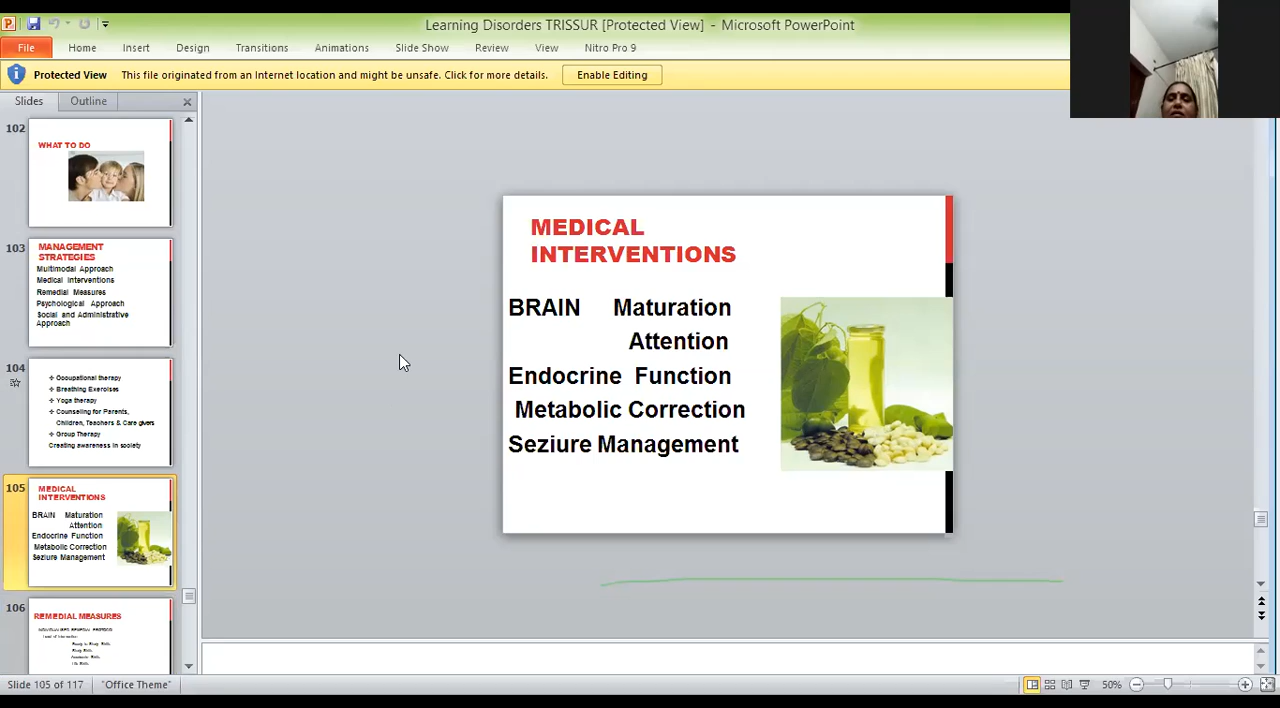 Learning Disorders TRISSUR [Protected View] - Microsoft PowerPoint
File Home Insert Design Transitions Animations Slide Show Review View Nitro Pro 9
Protected View This file originated from an Internet location and might be unsafe. Click for more details. Enable Editing
Slides Outline
102
WHAT TO DO
103
MANAGEMENT
STRATEGIES
Multimodal Approach
Medical Interventions
Remedial Measures
Psychological Approach
Social and Administrative
Approach
104
Occupational therapy
Breathing Exercises
Yoga therapy
Counseling for Parents,
Children, Teachers & Care givers
Group Therapy
Creating awareness in society
105
MEDICAL
INTERVENTIONS
BRAIN Maturation
Attention
Endocrine Function
Metabolic Correction
Seziure Management
106
REMEDIAL MEASURES
MEDICAL
INTERVENTIONS
BRAIN Maturation
Attention
Endocrine Function
Metabolic Correction
Seziure Management
Slide 105 of 117 "Office Theme" 50%